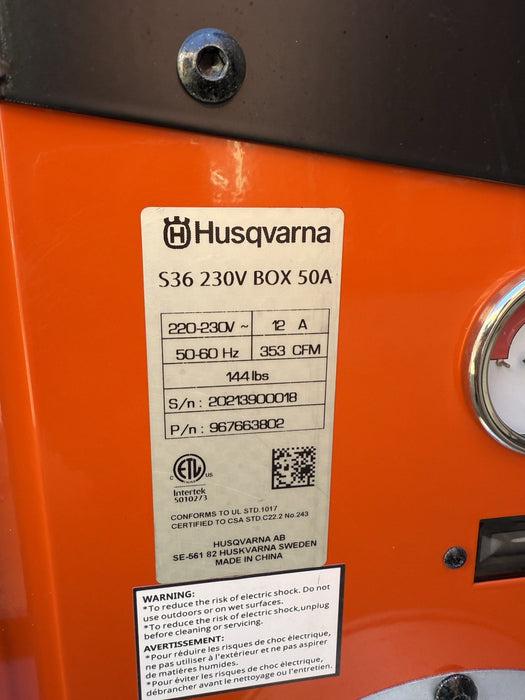 Husqvarna
S36 230V BOX 50A
220-230V ~ 12 A
50-60 Hz 353 CFM
144 lbs
S/n : 20213900018
P/n : 967663802
ETL
C US
Intertek
5010273
CONFORMS TO UL STD.1017
CERTIFIED TO CSA STD.C22.2 No.243
HUSQVARNA AB
SE-561 82 HUSKVARNA SWEDEN
MADE IN CHINA
WARNING:
*To reduce the risk of electric shock. Do not
use outdoors or on wet surfaces.
*To reduce the risk of electric shock,unplug
before cleaning or servicing.
AVERTISSEMENT:
*Pour réduire les risques de choc électrique,
ne pas utiliser à l'extérieur et ne pas aspirer
de matières humides.
*Pour éviter les risques de choc électrique,
débrancher avant le nettoyage ou l'entretien.